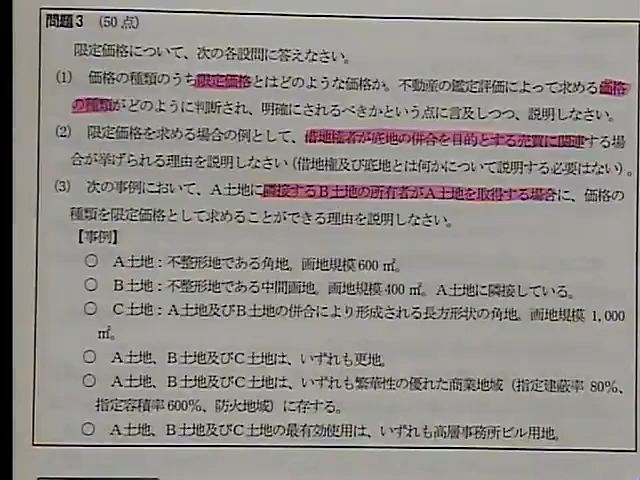 問題3 (50点)
限定価格について、次の各設問に答えなさい。
(1) 価格の種類のうち限定価格とはどのような価格か。不動産の鑑定評価によって求める価格
の種類がどのように判断され、明確にされるべきかという点に言及しつつ、説明しなさい。
(2) 限定価格を求める場合の例として、借地権者が底地の併合を目的とする売買に関連する場
合が挙げられる理由を説明しなさい(借地権及び底地とは何かについて説明する必要はない)。
(3) 次の事例において、A土地に隣接するB土地の所有者がA土地を取得する場合に、価格の
種類を限定価格として求めることができる理由を説明しなさい。
【事例】
○ A土地:不整形地である角地。画地規模600㎡。
○ B土地:不整形地である中間画地。画地規模400㎡。A土地に隣接している。
○ C土地:A土地及びB土地の併合により形成される長方形状の角地。画地規模1,000
㎡。
○ A土地、B土地及びC土地は、いずれも更地。
○ A土地、B土地及びC土地は、いずれも繁華性の優れた商業地域(指定建蔽率80%、
指定容積率600%、防火地域)に存する。
○ A土地、B土地及びC土地の最有効使用は、いずれも高層事務所ビル用地。